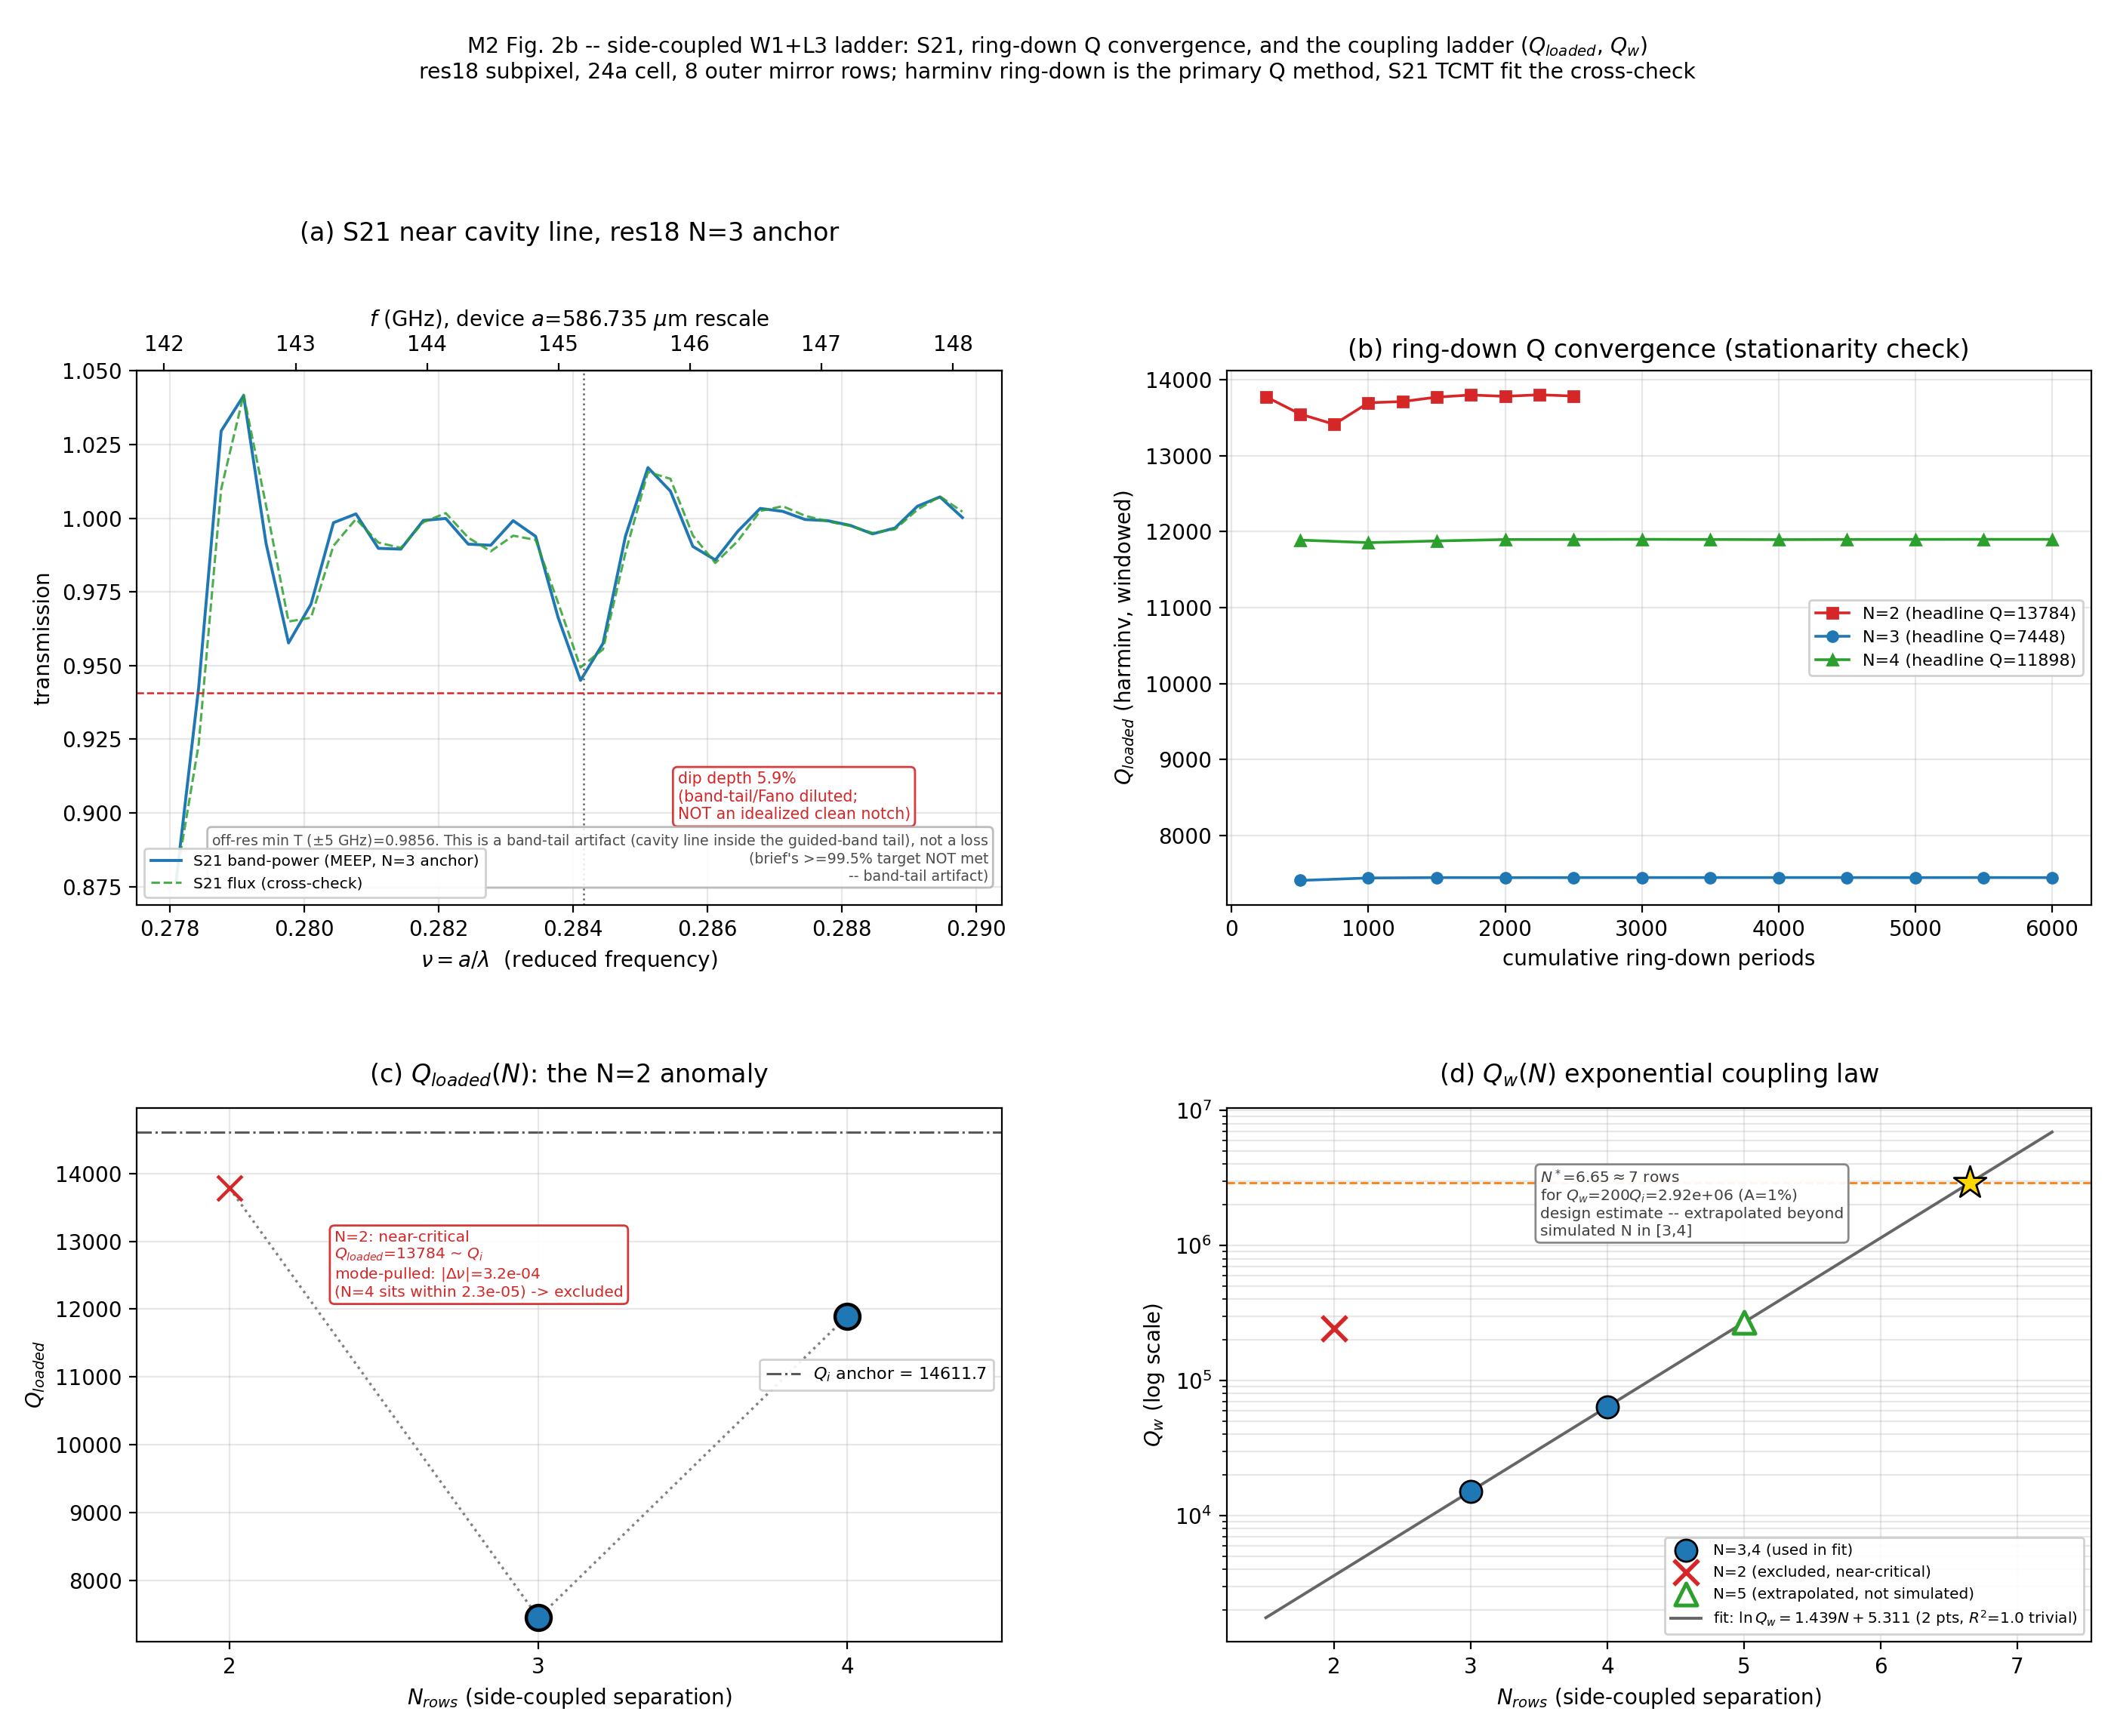 M2 Fig. 2b -- side-coupled W1+L3 ladder: S21, ring-down Q convergence, and the coupling ladder (Q_loaded, Q_w)
res18 subpixel, 24a cell, 8 outer mirror rows; harminv ring-down is the primary Q method, S21 TCMT fit the cross-check
(a) S21 near cavity line, res18 N=3 anchor
f (GHz), device a=586.735 μm rescale
142 143 144 145 146 147 148
transmission
1.050
1.025
1.000
0.975
0.950
0.925
0.900
0.875
dip depth 5.9%
(band-tail/Fano diluted;
NOT an idealized clean notch)
off-res min T (±5 GHz)=0.9856. This is a band-tail artifact (cavity line inside the guided-band tail), not a loss
(brief's >=99.5% target NOT met
-- band-tail artifact)
S21 band-power (MEEP, N=3 anchor)
S21 flux (cross-check)
0.278 0.280 0.282 0.284 0.286 0.288 0.290
ν = a/λ (reduced frequency)
(b) ring-down Q convergence (stationarity check)
Q_loaded (harminv, windowed)
14000
13000
12000
11000
10000
9000
8000
N=2 (headline Q=13784)
N=3 (headline Q=7448)
N=4 (headline Q=11898)
0 1000 2000 3000 4000 5000 6000
cumulative ring-down periods
(c) Q_loaded(N): the N=2 anomaly
Q_loaded
14000
13000
12000
11000
10000
9000
8000
N=2: near-critical
Q_loaded=13784 ~ Q_i
mode-pulled: |Δν|=3.2e-04
(N=4 sits within 2.3e-05) -> excluded
Q_i anchor = 14611.7
2 3 4
N_rows (side-coupled separation)
(d) Q_w(N) exponential coupling law
Q_w (log scale)
10^7
10^6
10^5
10^4
N*=6.65 ≈ 7 rows
for Q_w=200Q_i=2.92e+06 (A=1%)
design estimate -- extrapolated beyond
simulated N in [3,4]
N=3,4 (used in fit)
N=2 (excluded, near-critical)
N=5 (extrapolated, not simulated)
fit: ln Q_w = 1.439N + 5.311 (2 pts, R²=1.0 trivial)
2 3 4 5 6 7
N_rows (side-coupled separation)